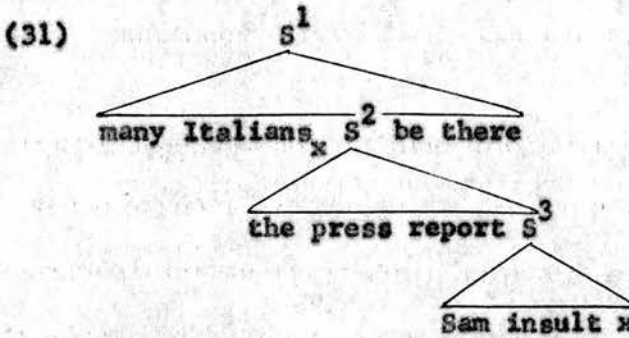 (31) S¹
many Italiansₓ S² be there
the press report S³
Sam insult x